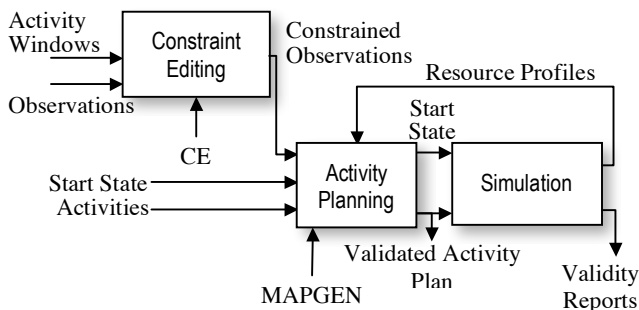 Activity
Windows
Constraint
Editing
Constrained
Observations
Observations
Resource Profiles
CE
Start
State
Start State
Activities
Activity
Planning
Simulation
Validated Activity
Plan
MAPGEN
Validity
Reports